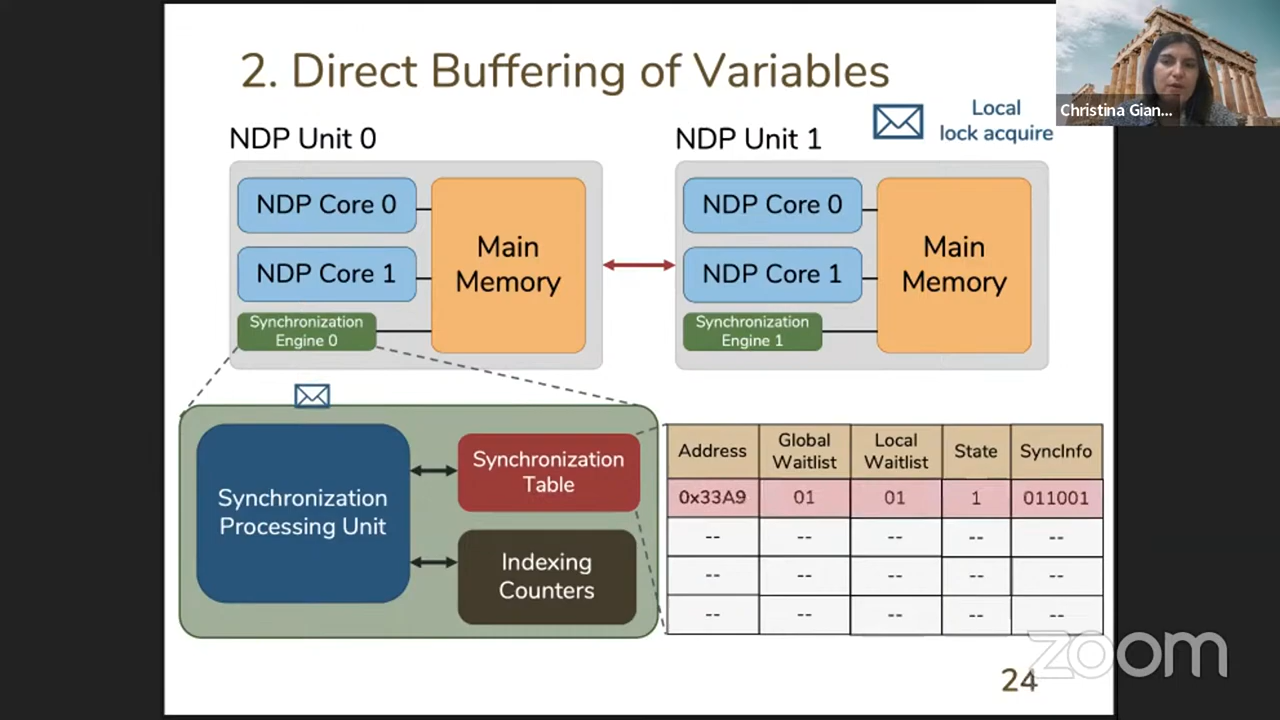 2. Direct Buffering of Variables
Christina Gian...
Local
lock acquire
NDP Unit 0
NDP Unit 1
NDP Core 0
NDP Core 1
Synchronization
Engine 0
Main
Memory
NDP Core 0
NDP Core 1
Synchronization
Engine 1
Main
Memory
Synchronization
Processing Unit
Synchronization
Table
Indexing
Counters
Address Global Waitlist Local Waitlist State SyncInfo
0x33A9 01 01 1 011001
-- -- -- -- --
-- -- -- -- --
-- -- -- -- --
zoom
24